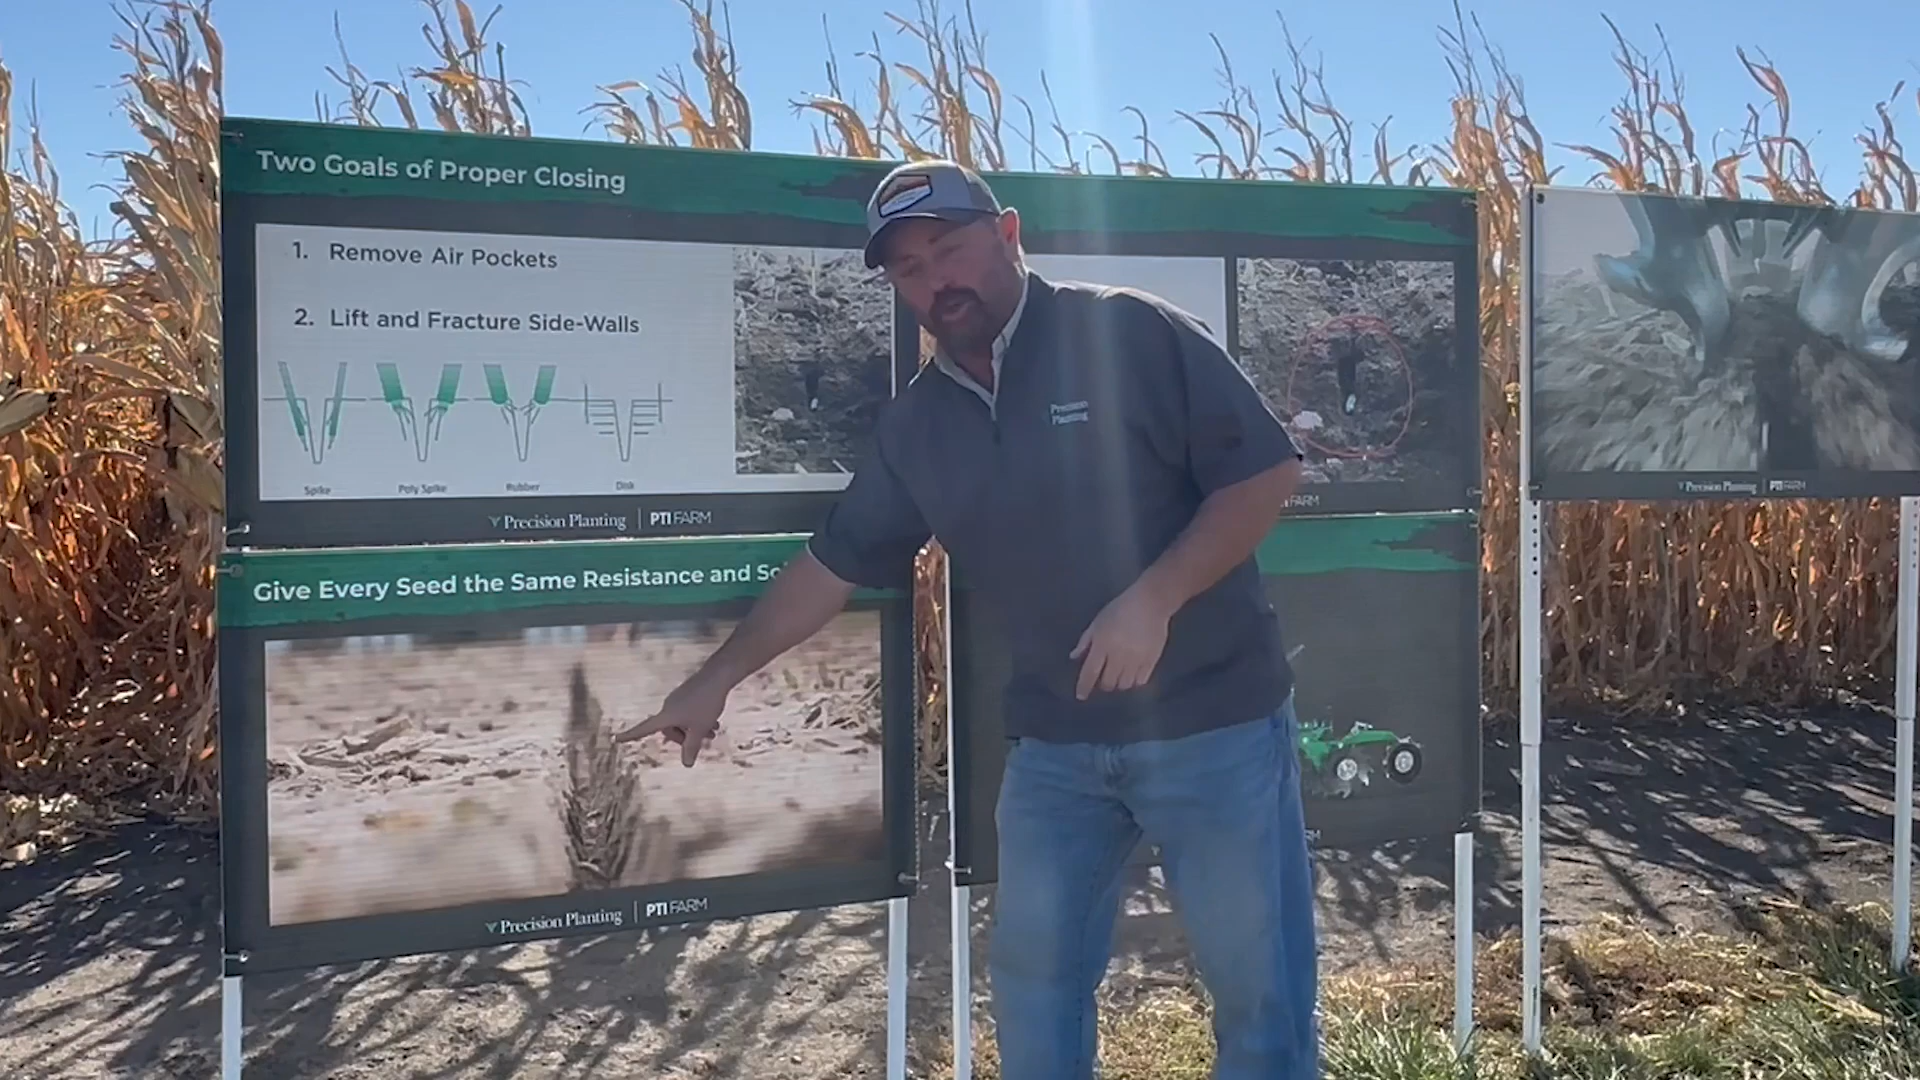 Two Goals of Proper Closing
1. Remove Air Pockets
2. Lift and Fracture Side-Walls
Spike Poly Spike Rubber Disk
Precision Planting PTI FARM
Give Every Seed the Same Resistance and
Precision Planting PTI FARM
Precision
Planting
FARM
Precision Planting PTI FARM